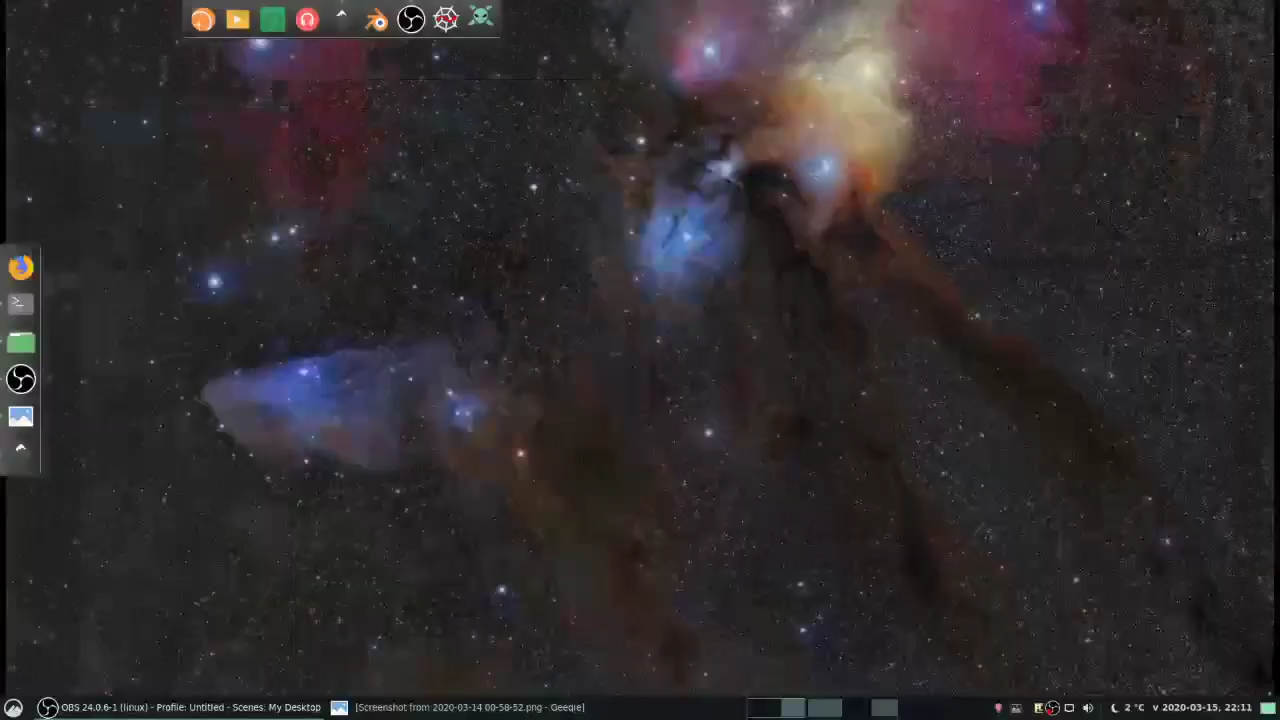 OBS 24.0.6-1 (linux) - Profile: Untitled - Scenes: My Desktop
[Screenshot from 2020-03-14 00-58-52.png - Geeqie]
2 °C
v 2020-03-15, 22:11